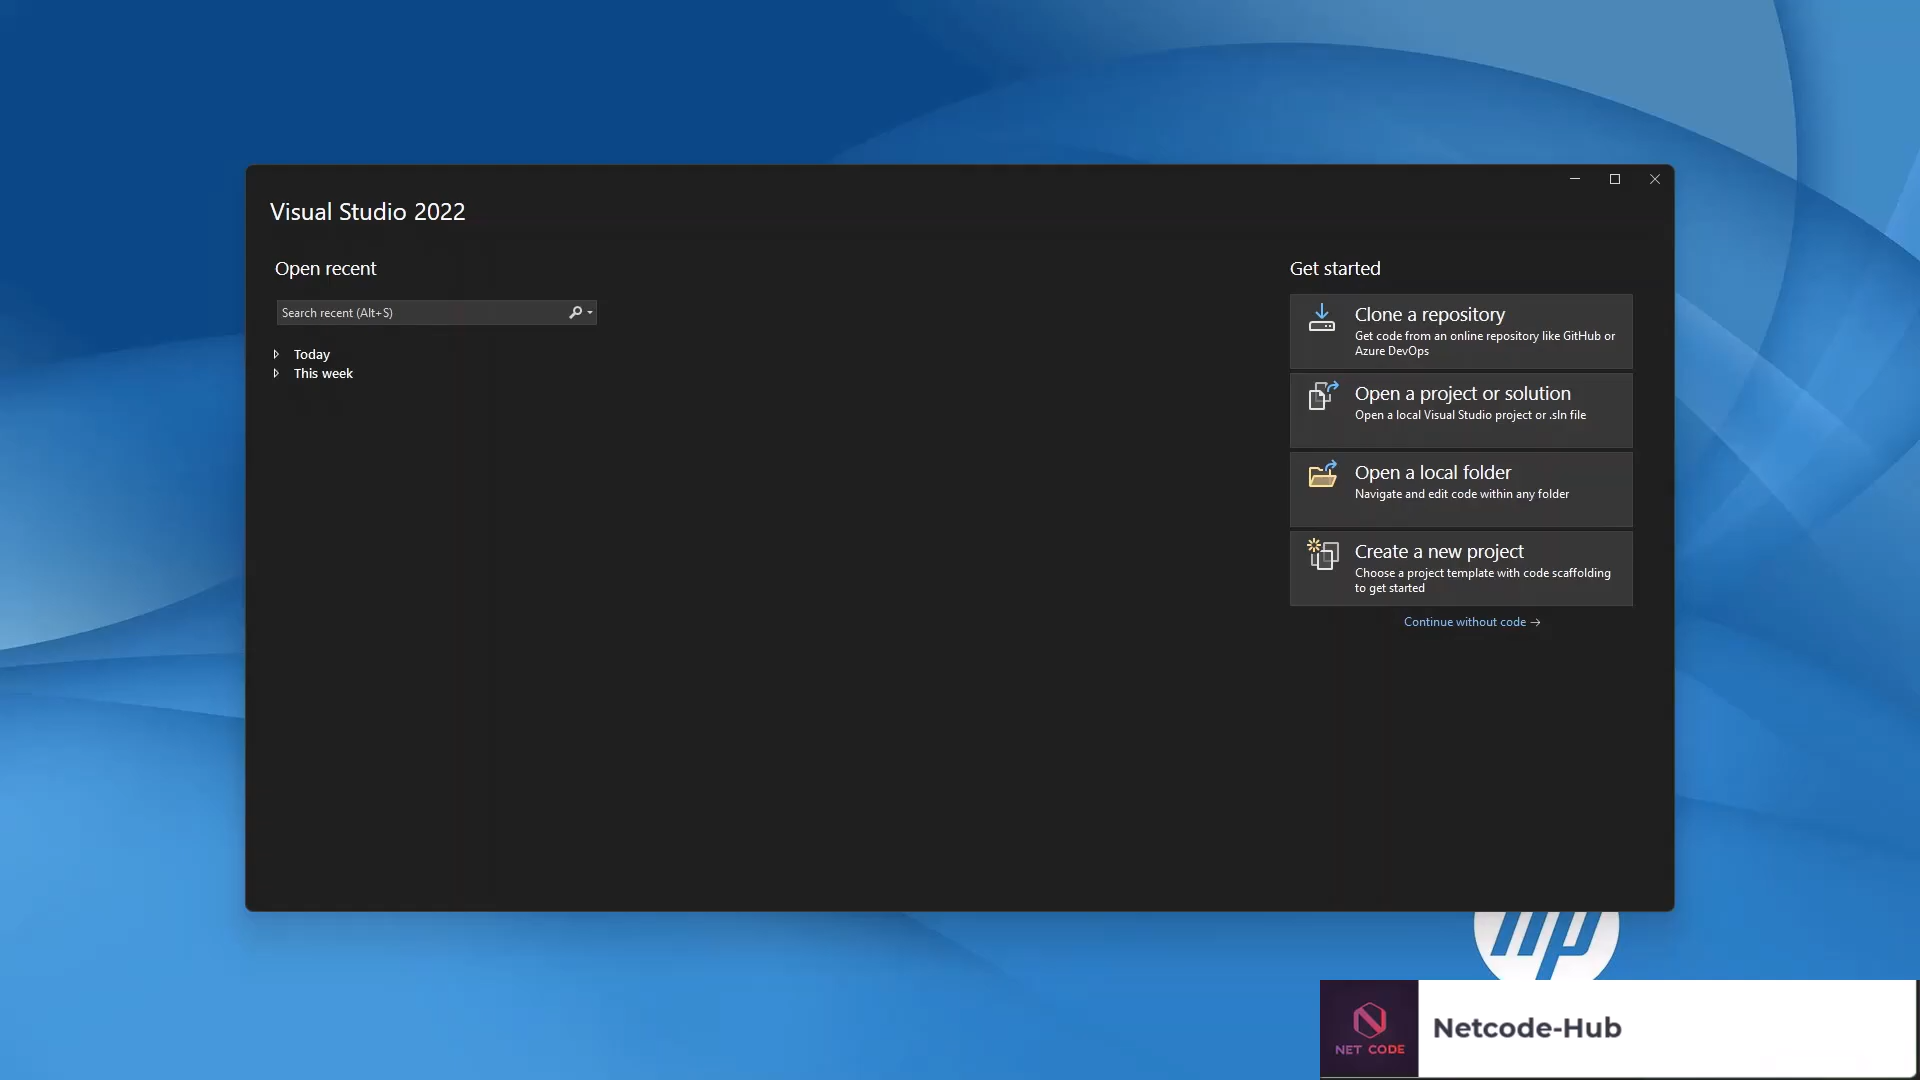 Visual Studio 2022
Open recent
Search recent (Alt+S)
Today
This week
Get started
Clone a repository
Get code from an online repository like GitHub or
Azure DevOps
Open a project or solution
Open a local Visual Studio project or .sln file
Open a local folder
Navigate and edit code within any folder
Create a new project
Choose a project template with code scaffolding
to get started
Continue without code →
hp
NET CODE
Netcode-Hub